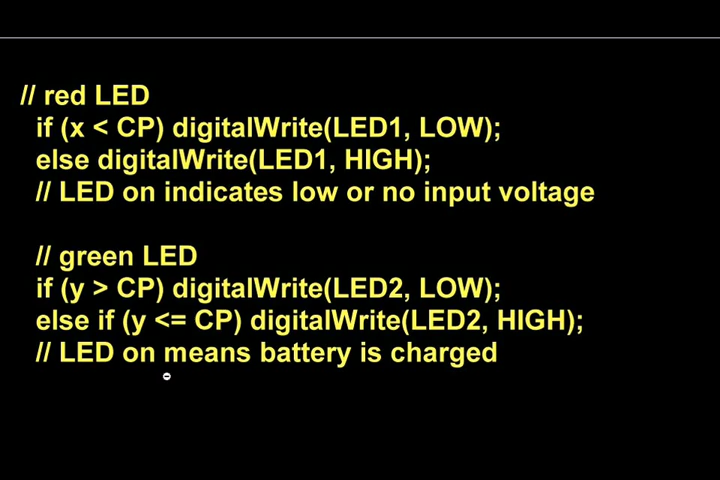 // red LED
if (x < CP) digitalWrite(LED1, LOW);
else digitalWrite(LED1, HIGH);
// LED on indicates low or no input voltage
// green LED
if (y > CP) digitalWrite(LED2, LOW);
else if (y <= CP) digitalWrite(LED2, HIGH);
// LED on means battery is charged